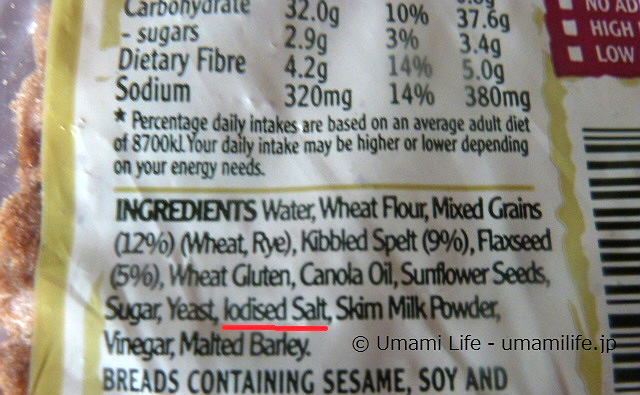 Carbohydrate 32.0g 10% 37.6g
- sugars 2.9g 3% 3.4g
Dietary Fibre 4.2g 14% 5.0g
Sodium 320mg 14% 380mg
* Percentage daily intakes are based on an average adult diet
of 8700kJ. Your daily intake may be higher or lower depending
on your energy needs.
INGREDIENTS Water, Wheat Flour, Mixed Grains
(12%) (Wheat, Rye), Kibbled Spelt (9%), Flaxseed
(5%), Wheat Gluten, Canola Oil, Sunflower Seeds,
Sugar, Yeast, Iodised Salt, Skim Milk Powder,
Vinegar, Malted Barley.
BREADS CONTAINING SESAME, SOY AND
NO AD
HIGH
LOW
© Umami Life - umamilife.jp